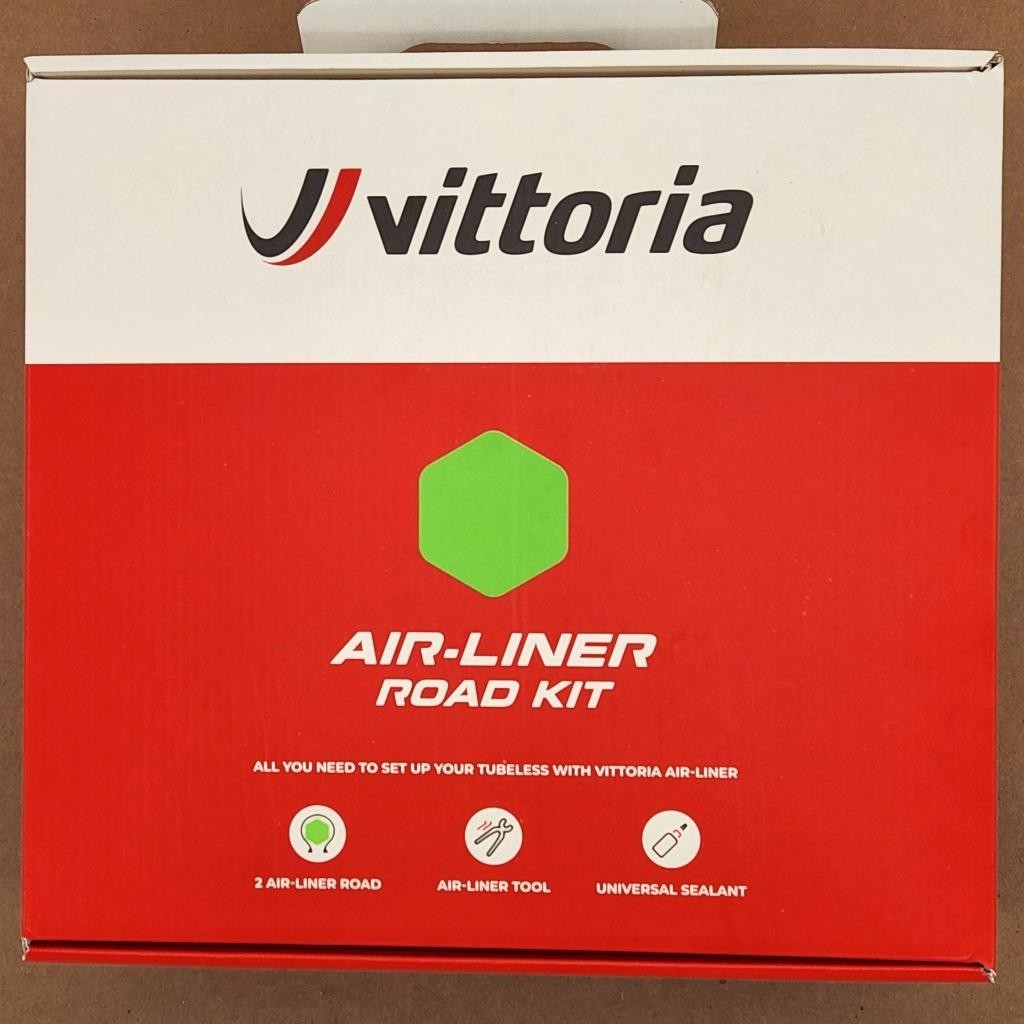 vittoria
AIR-LINER
ROAD KIT
ALL YOU NEED TO SET UP YOUR TUBELESS WITH VITTORIA AIR-LINER
2 AIR-LINER ROAD
AIR-LINER TOOL
UNIVERSAL SEALANT